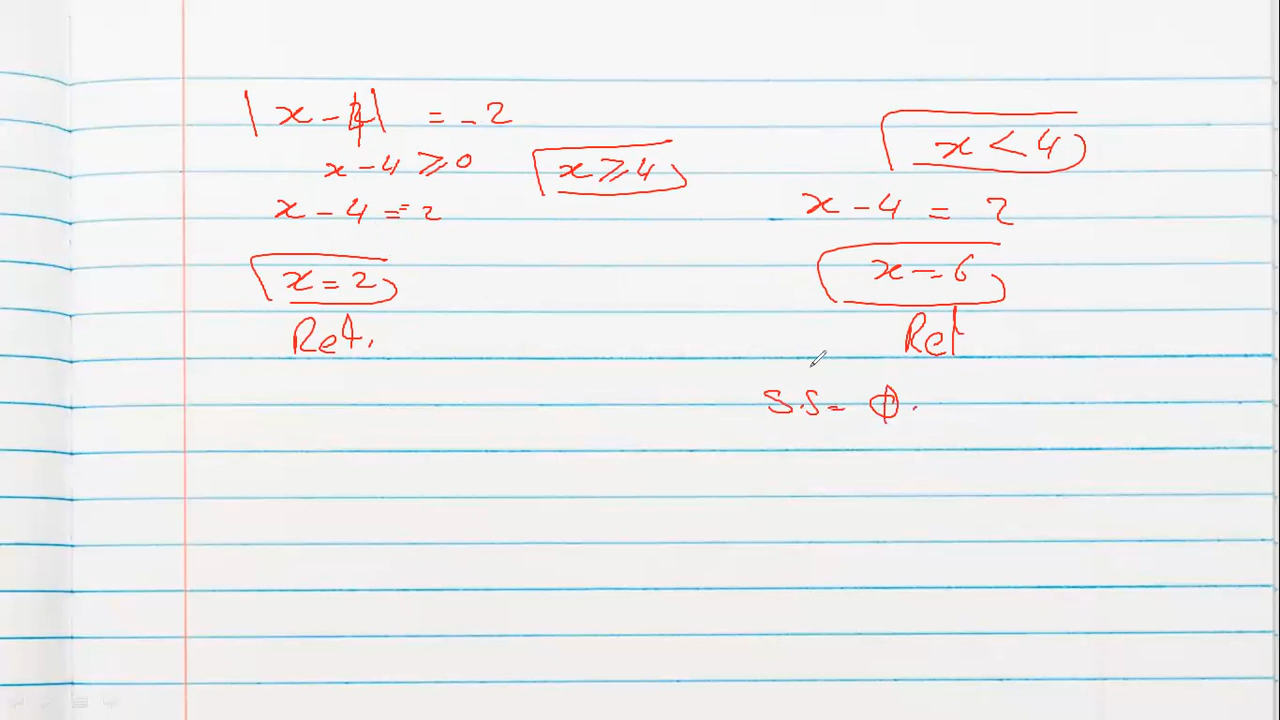 |x - 4| = -2
x - 4 ≥ 0
x ≥ 4
x - 4 = -2
x = 2
Ret.
x < 4
x - 4 = 2
x = 6
Ret
S.S = ϕ.